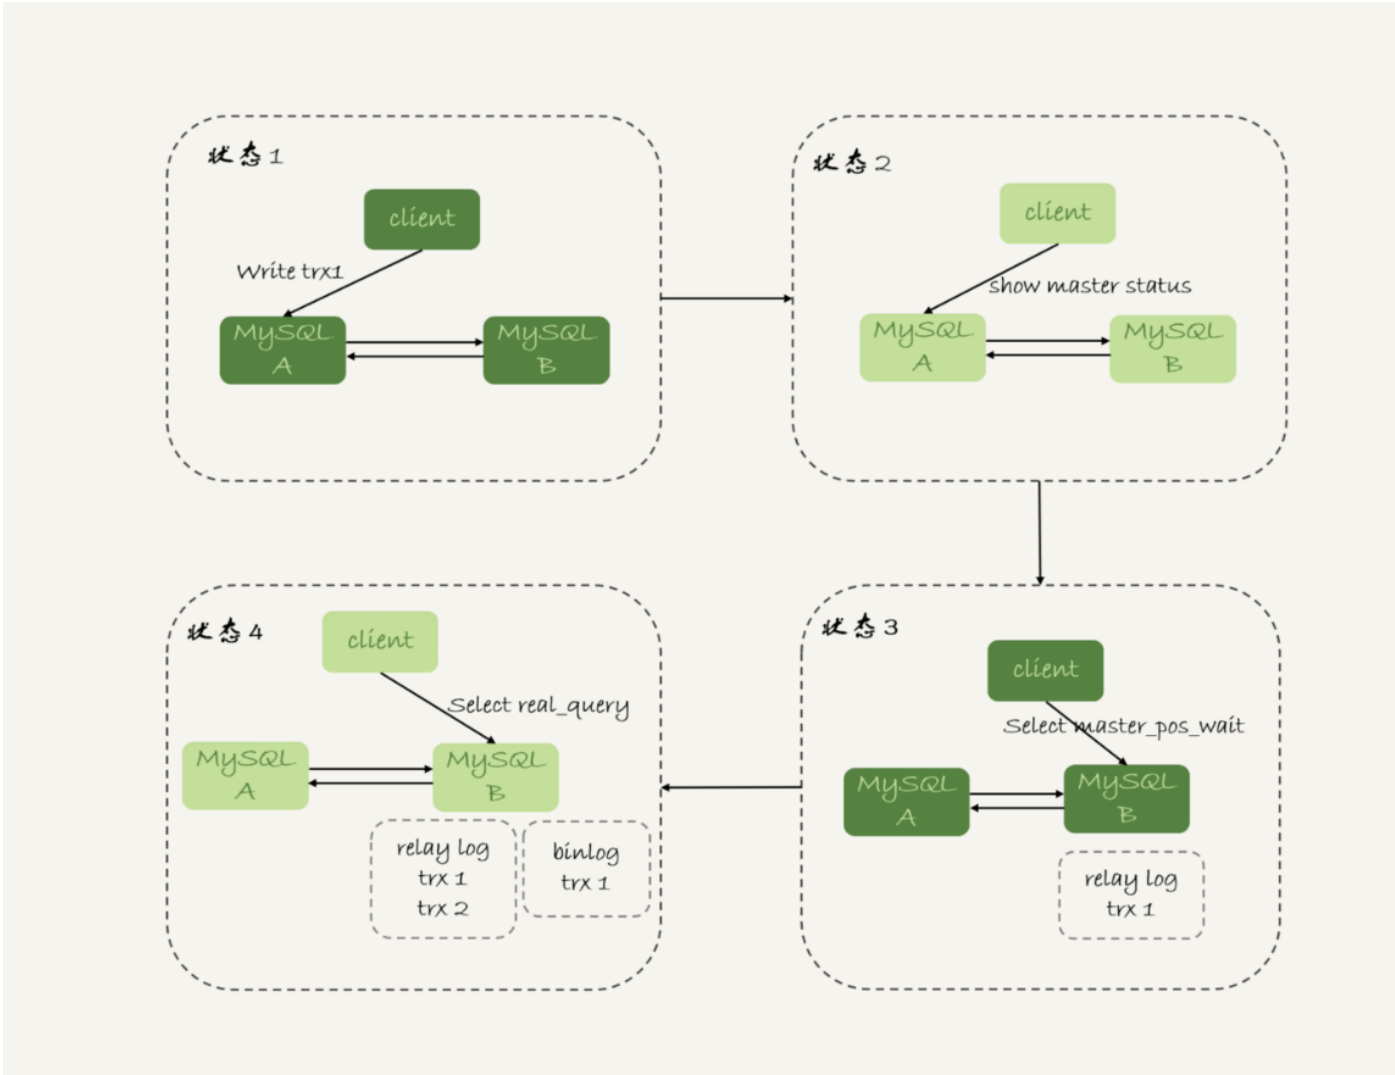 状态1
client
Write trx1
MySQL
A
MySQL
B
状态2
client
show master status
MySQL
A
MySQL
B
状态3
client
Select master_pos_wait
MySQL
A
MySQL
B
relay log
trx 1
状态4
client
Select real_query
MySQL
A
MySQL
B
relay log
trx 1
trx 2
binlog
trx 1